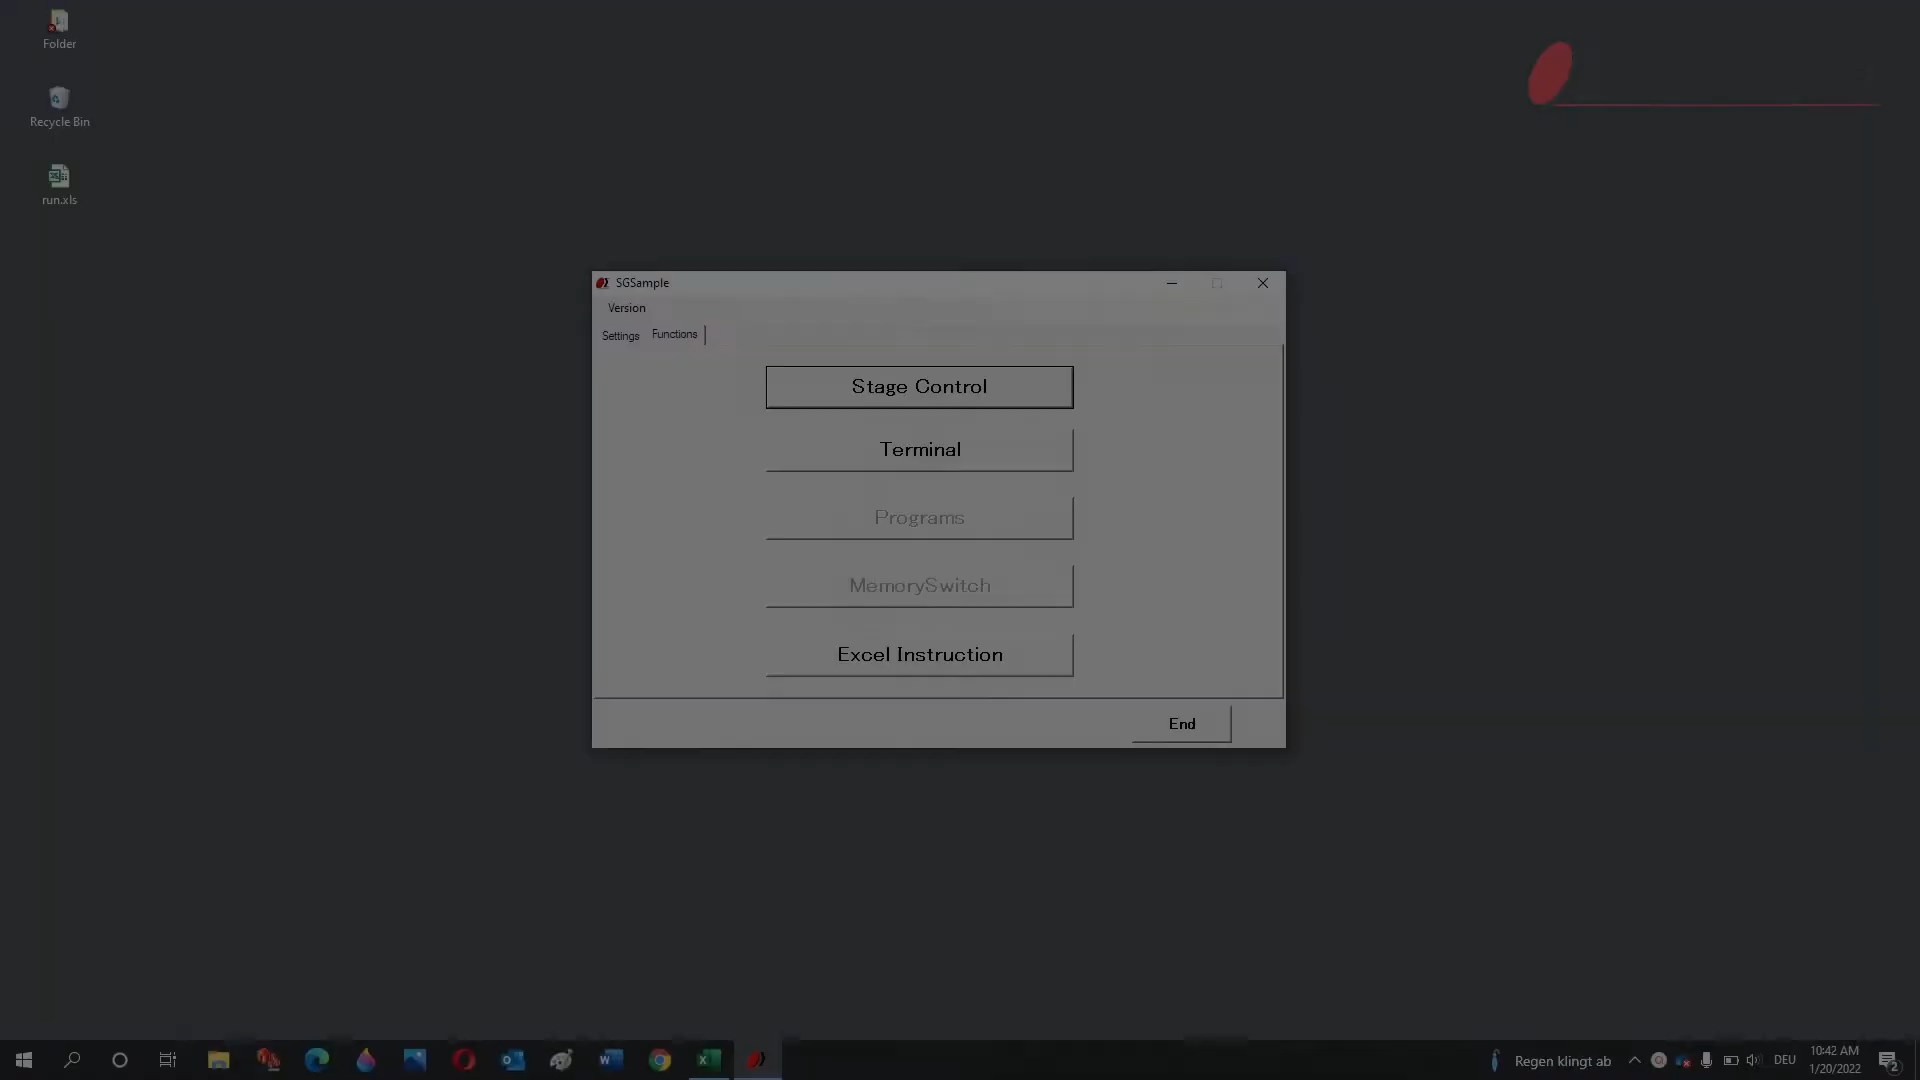 Folder
Recycle Bin
run.xls
SGSample
Version
Settings Functions
Stage Control
Terminal
Programs
MemorySwitch
Excel Instruction
End
Regen klingt ab
DEU
10:42 AM
1/20/2022
2